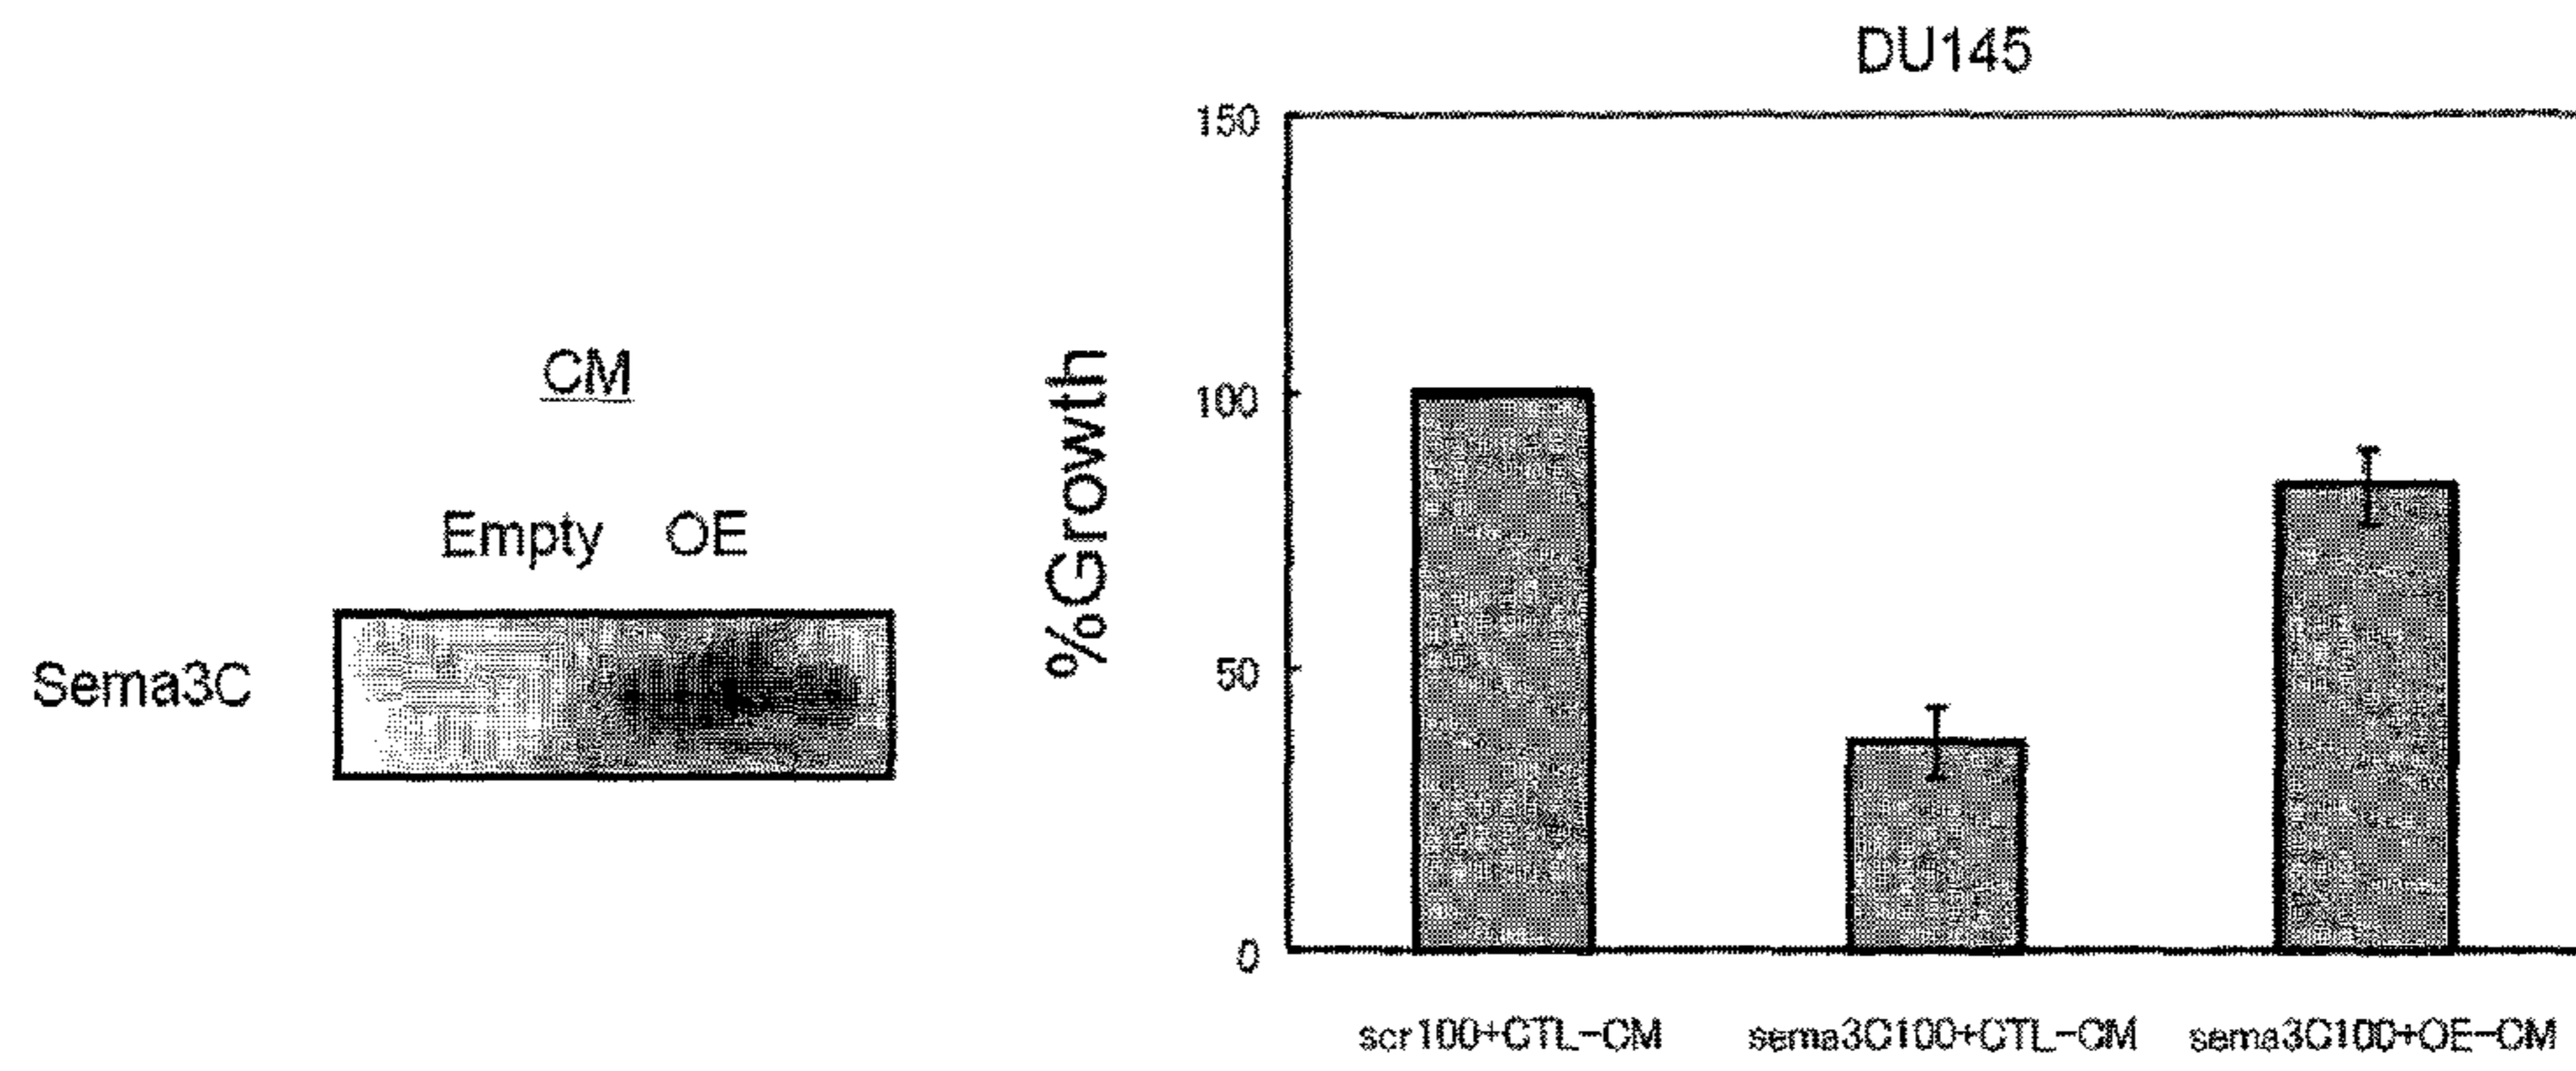 CM
Empty OE
Sema3C
DU145
%Growth
150
100
50
0
scr100+CTL-CM
sema3C100+CTL-CM
sema3C100+OE-CM